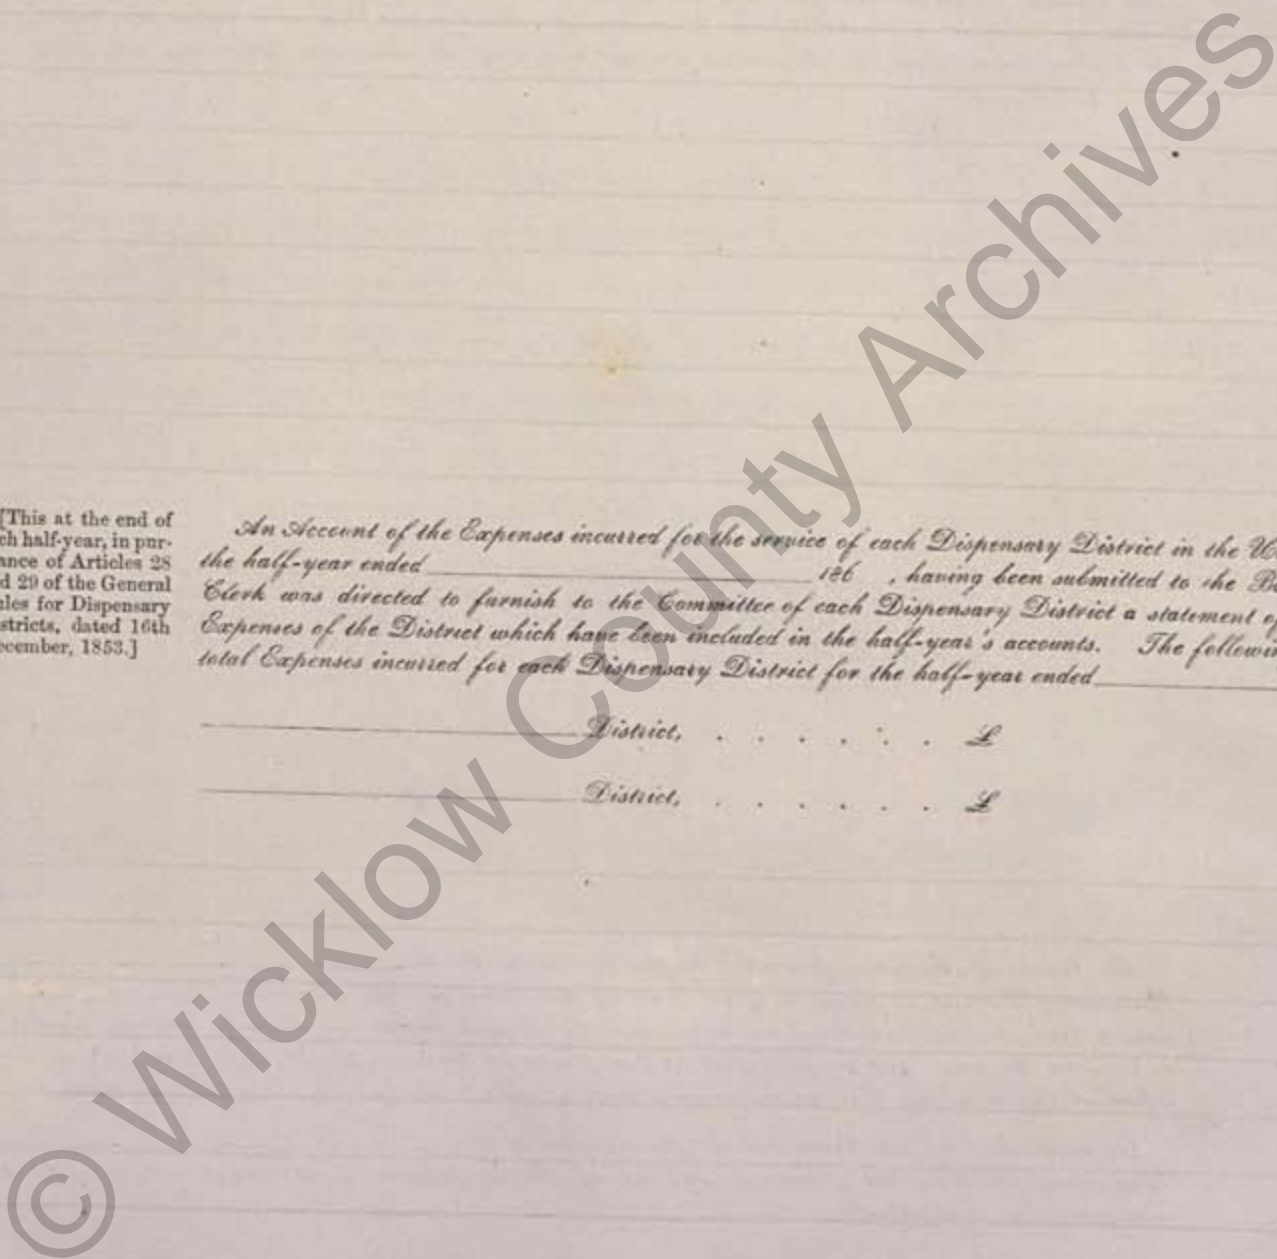 [This at the end of
ch half-year, in pur-
ance of Articles 28
d 29 of the General
les for Dispensary
stricts, dated 16th
ecember, 1853.]
An Account of the Expenses incurred for the service of each Dispensary District in the U
the half-year ended 186 , having been submitted to the Bo
Clerk was directed to furnish to the Committee of each Dispensary District a statement of
Expenses of the District which have been included in the half-year's accounts. The followin
total Expenses incurred for each Dispensary District for the half-year ended
District, . . . . . . £
District, . . . . . . £
© Wicklow County Archives